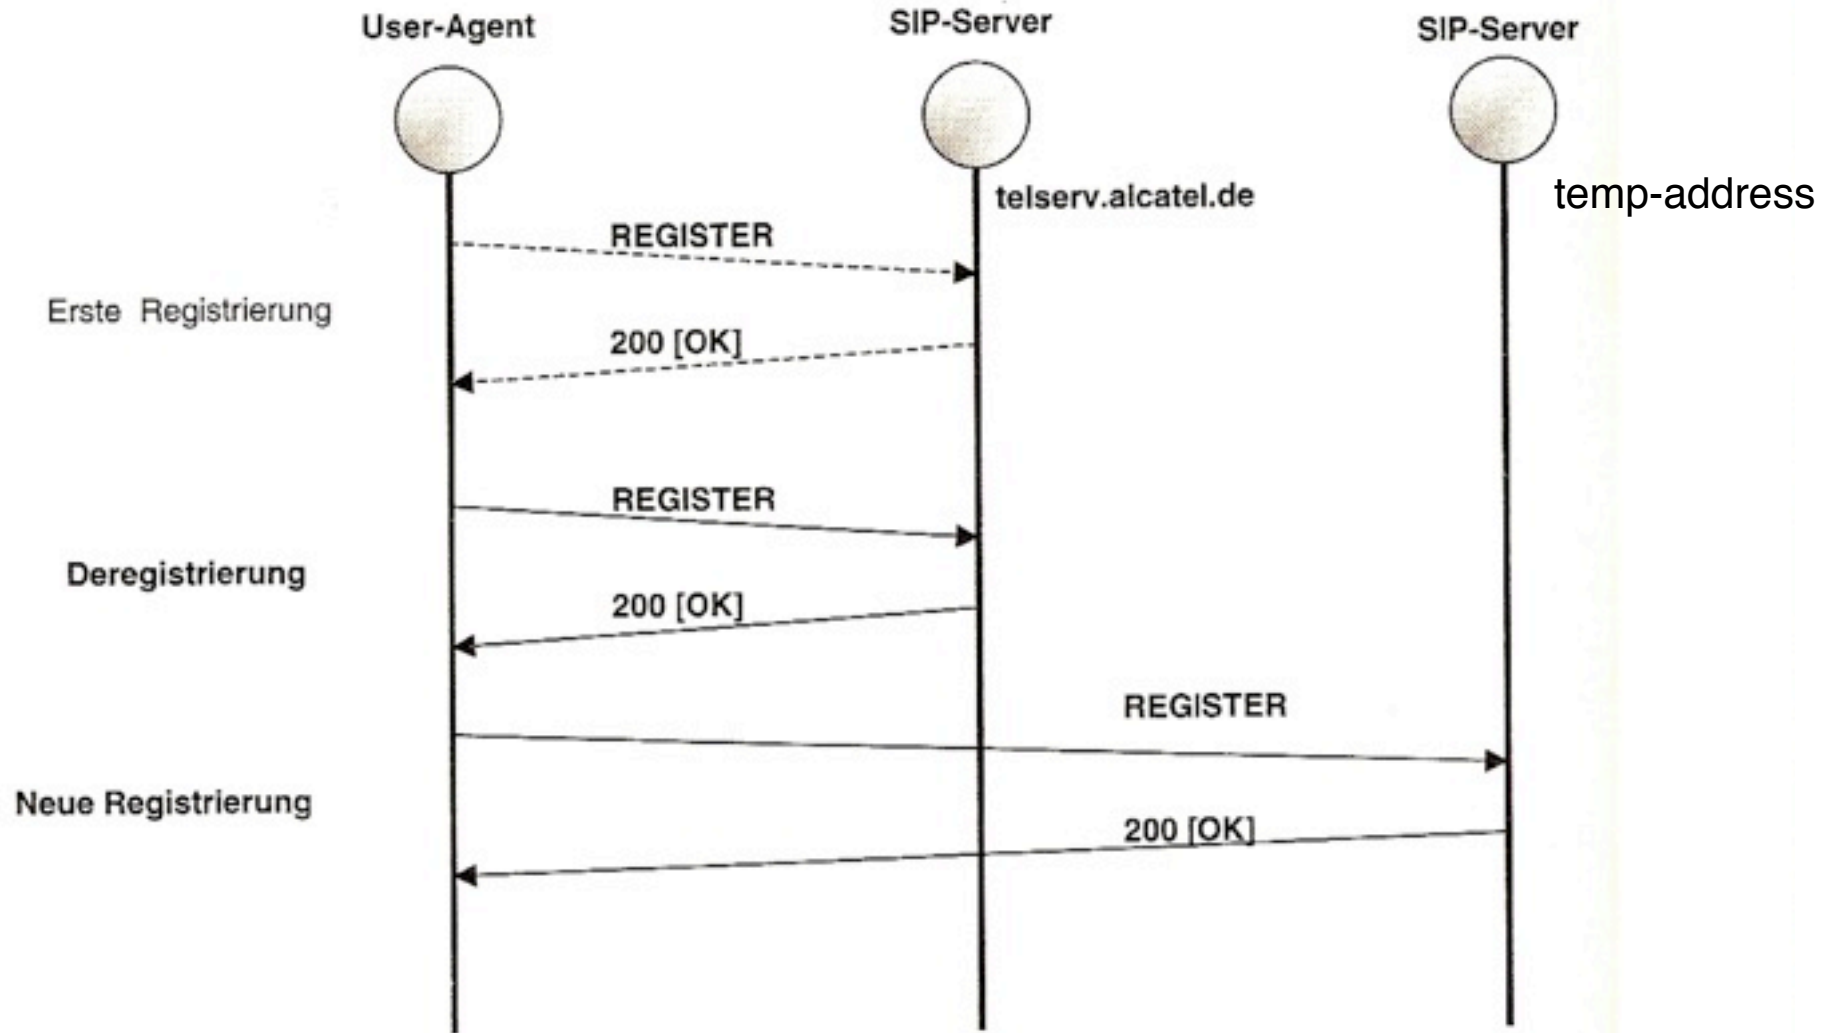 User-Agent
SIP-Server
SIP-Server
telserv.alcatel.de
temp-address
REGISTER
Erste Registrierung
200 [OK]
REGISTER
Deregistrierung
200 [OK]
REGISTER
Neue Registrierung
200 [OK]